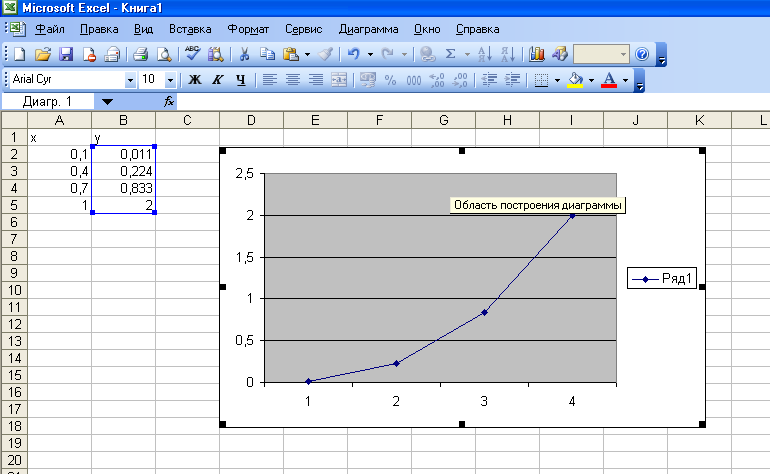 Microsoft Excel - Книга1
Файл Правка Вид Вставка Формат Сервис Диаграмма Окно Справка
Arial Cyr 10 Ж К Ч
Диагр. 1 fx
A B C D E F G H I J K L
1 x y
2 0,1 0,011
3 0,4 0,224
4 0,7 0,833
5 1 2
6
7
8
9
10
11
12
13
14
15
16
17
18
19
20
2,5
Область построения диаграммы
2
1,5
Ряд1
1
0,5
0
1 2 3 4